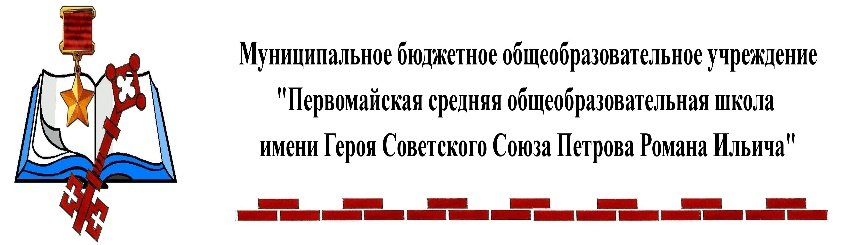 Муниципальное бюджетное общеобразовательное учреждение
"Первомайская средняя общеобразовательная школа
имени Героя Советского Союза Петрова Романа Ильича"